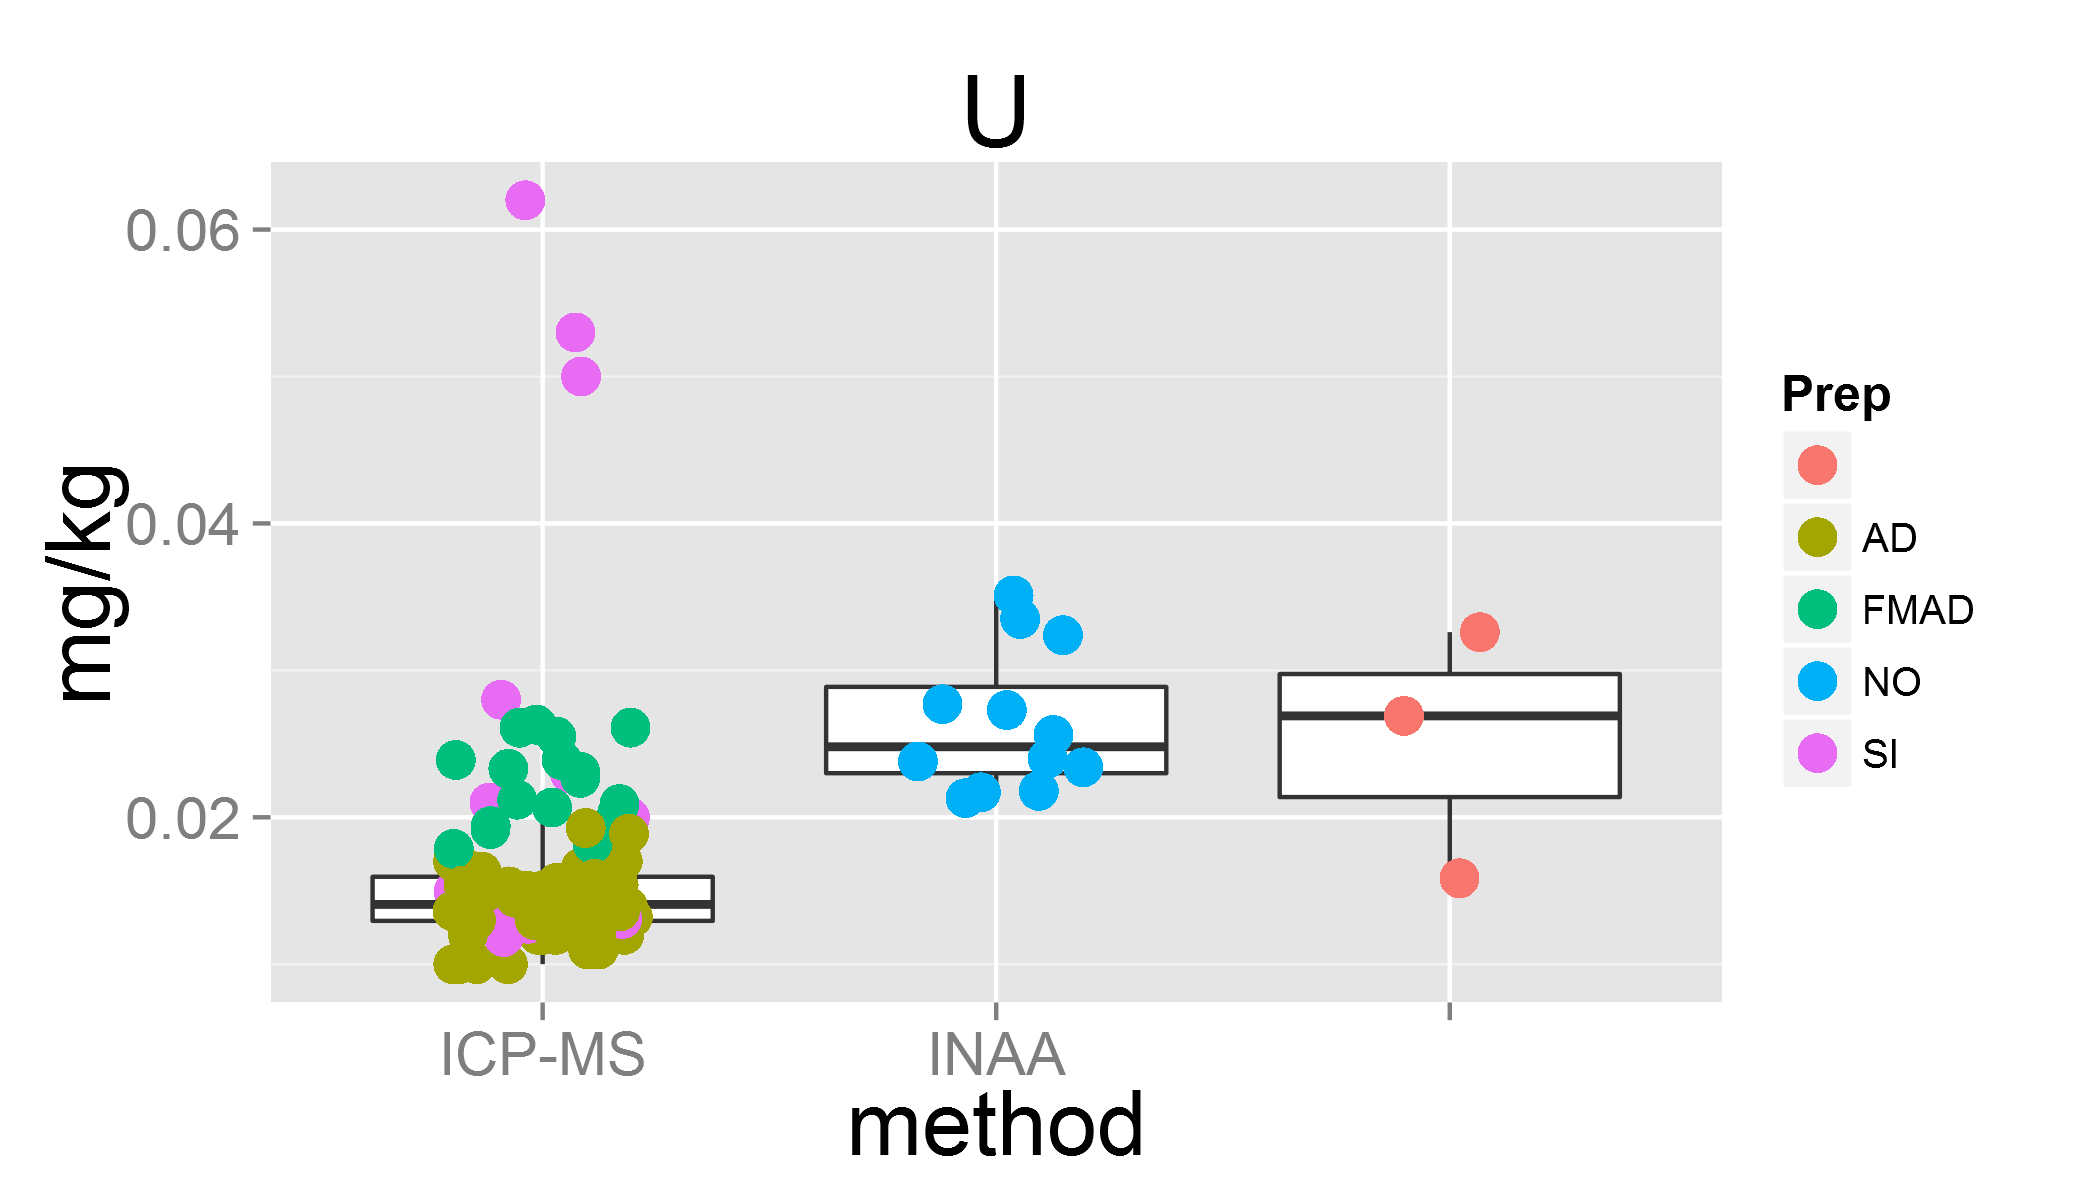 U
mg/kg
0.06
0.04
0.02
ICP-MS
INAA
method
Prep
AD
FMAD
NO
SI